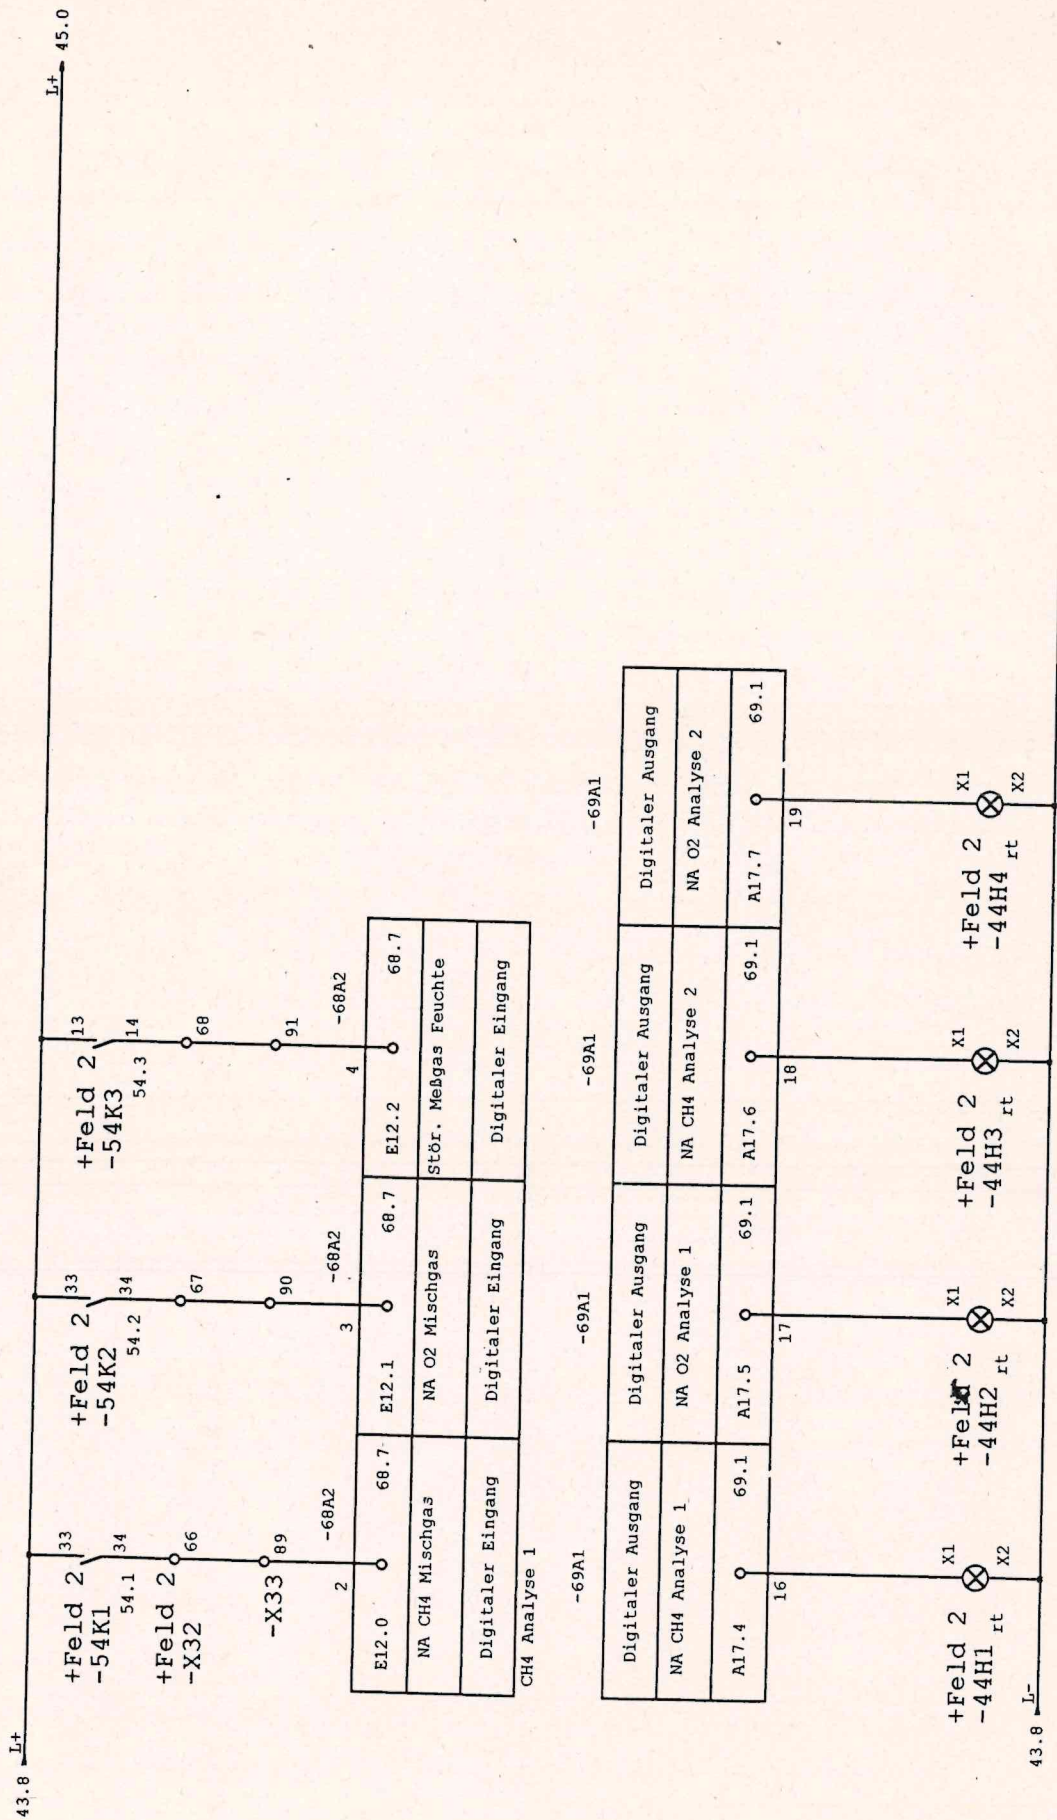 43.8 L+
L+ 45.0
+Feld 2
-54K1
33
34
54.1
+Feld 2
-X32
66
-X33
89
-68A2
2
+Feld 2
-54K2
33
34
54.2
67
90
-68A2
3
+Feld 2
-54K3
13
14
54.3
68
91
-68A2
4
E12.0 68.7
E12.1 68.7
E12.2 68.7
NA CH4 Mischgas
NA O2 Mischgas
Stör. Meßgas Feuchte
Digitaler Eingang
Digitaler Eingang
Digitaler Eingang
CH4 Analyse 1
-69A1
-69A1
-69A1
-69A1
Digitaler Ausgang
Digitaler Ausgang
Digitaler Ausgang
Digitaler Ausgang
NA CH4 Analyse 1
NA O2 Analyse 1
NA CH4 Analyse 2
NA O2 Analyse 2
A17.4 69.1
A17.5 69.1
A17.6 69.1
A17.7 69.1
16
17
18
19
+Feld 2
-44H1
rt
X1
X2
+Feld 2
-44H2
rt
X1
X2
+Feld 2
-44H3
rt
X1
X2
+Feld 2
-44H4
rt
X1
X2
43.8 L-